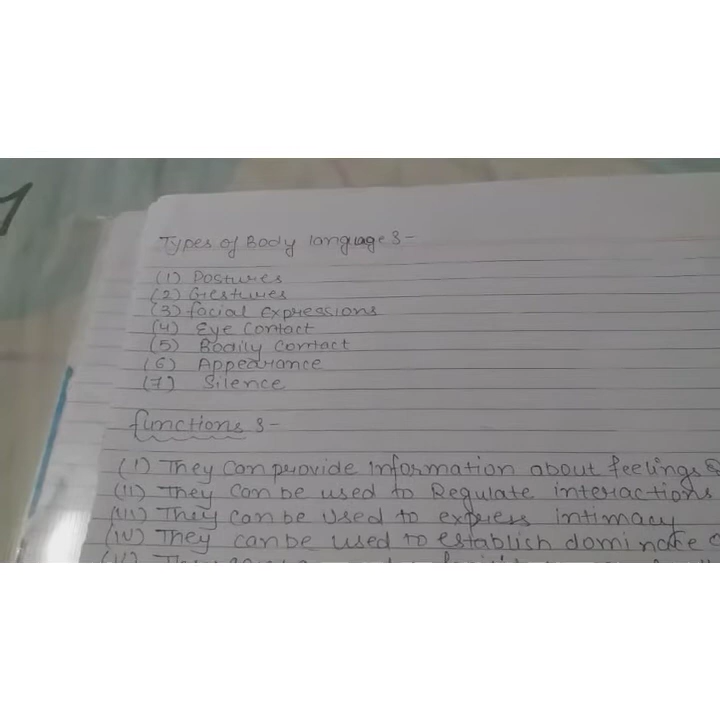 Types of Body language :-
(1) Postures
(2) Gestures
(3) facial expressions
(4) Eye Contact
(5) Bodily Contact
(6) Appearance
(7) Silence
functions :-
(I) They can provide information about feelings &
(II) They can be used to Regulate interactions
(III) They can be used to express intimacy
(IV) They can be used to establish dominate